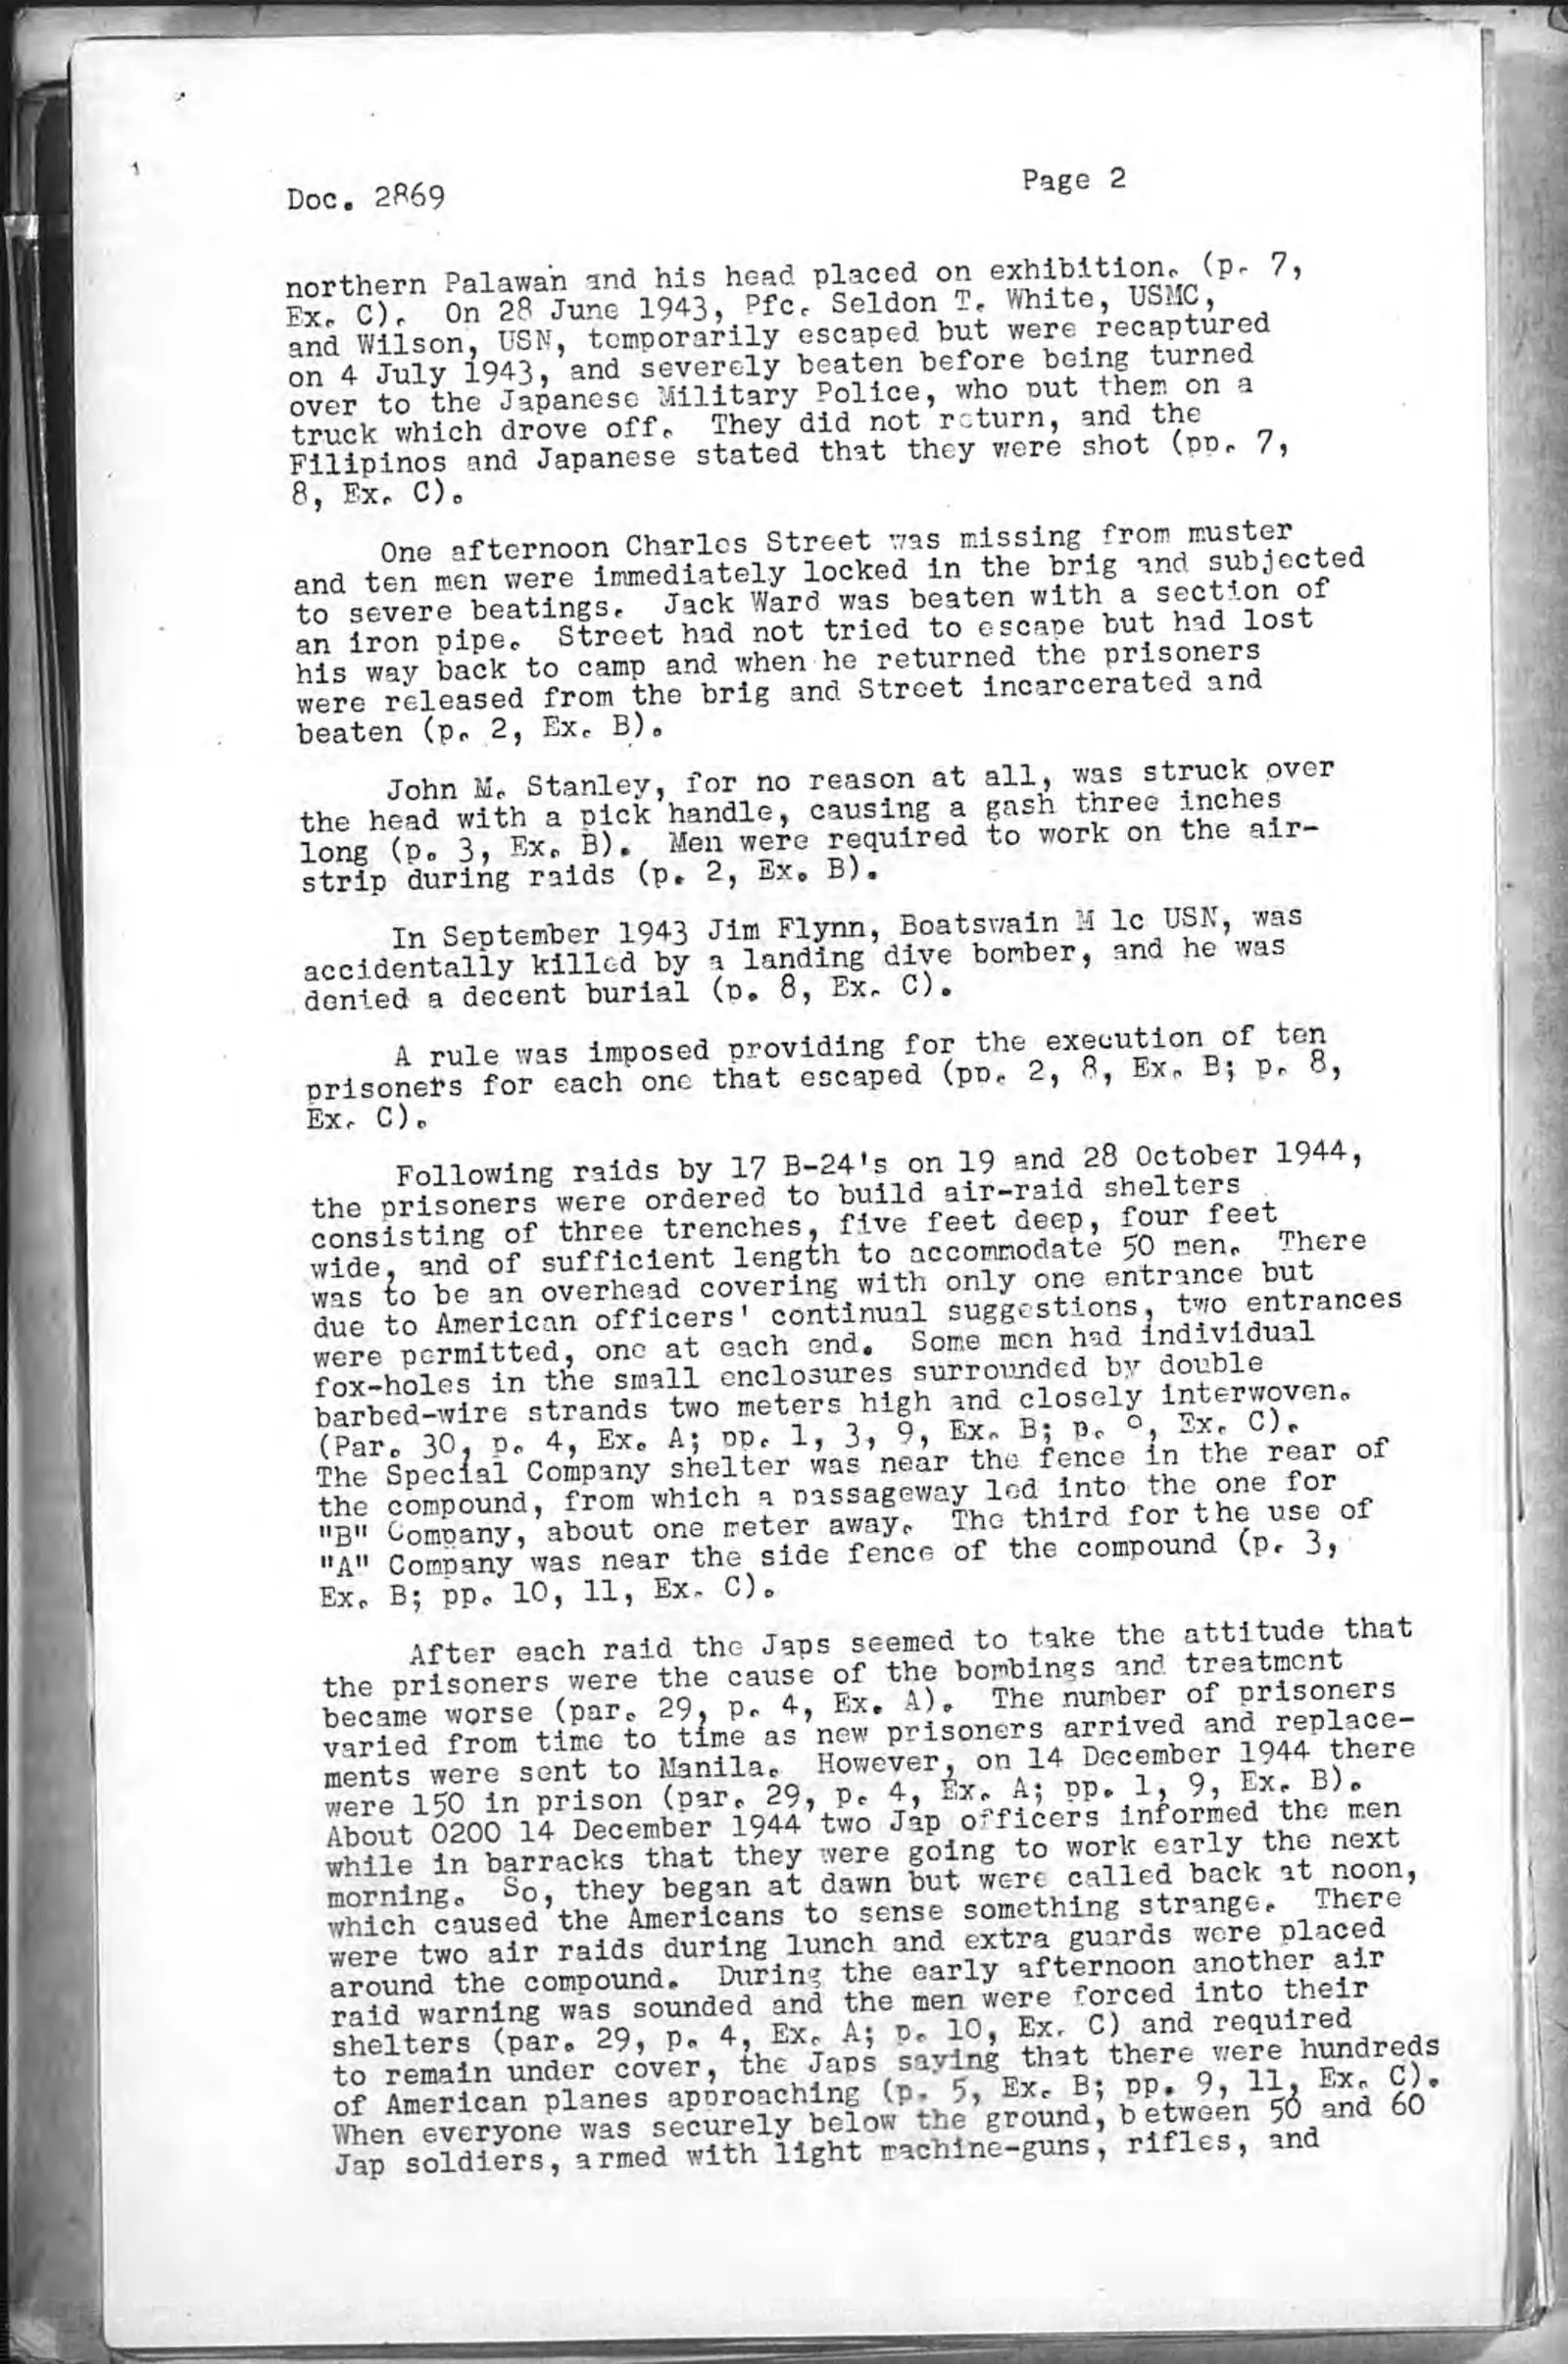 Page 2
Doc. 2869
northern Palawan and his head placed on exhibition. (p. 7,
Ex. C). On 28 June 1943, Pfc. Seldon T. White, USMC,
and Wilson, USN, temporarily escaped but were recaptured
on 4 July 1943, and severely beaten before being turned
over to the Japanese Military Police, who put them on a
truck which drove off. They did not return, and the
Filipinos and Japanese stated that they were shot (pp. 7,
8, Ex. C).
One afternoon Charles Street was missing from muster
and ten men were immediately locked in the brig and subjected
to severe beatings. Jack Ward was beaten with a section of
an iron pipe. Street had not tried to escape but had lost
his way back to camp and when he returned the prisoners
were released from the brig and Street incarcerated and
beaten (p. 2, Ex. B).
John M. Stanley, for no reason at all, was struck over
the head with a pick handle, causing a gash three inches
long (p. 3, Ex. B). Men were required to work on the air-
strip during raids (p. 2, Ex. B).
In September 1943 Jim Flynn, Boatswain M 1c USN, was
accidentally killed by a landing dive bomber, and he was
denied a decent burial (p. 8, Ex. C).
A rule was imposed providing for the execution of ten
prisoners for each one that escaped (pp. 2, 8, Ex. B; p. 8,
Ex. C).
Following raids by 17 B-24's on 19 and 28 October 1944,
the prisoners were ordered to build air-raid shelters
consisting of three trenches, five feet deep, four feet
wide, and of sufficient length to accommodate 50 men. There
was to be an overhead covering with only one entrance but
due to American officers' continual suggestions, two entrances
were permitted, one at each end. Some men had individual
fox-holes in the small enclosures surrounded by double
barbed-wire strands two meters high and closely interwoven.
(Par. 30, p. 4, Ex. A; pp. 1, 3, 9, Ex. B; p. , Ex. C).
The Special Company shelter was near the fence in the rear of
the compound, from which a passageway led into the one for
"B" Company, about one meter away. The third for the use of
"A" Company was near the side fence of the compound (p. 3,
Ex. B; pp. 10, 11, Ex. C).
After each raid the Japs seemed to take the attitude that
the prisoners were the cause of the bombings and treatment
became worse (par. 29, p. 4, Ex. A). The number of prisoners
varied from time to time as new prisoners arrived and replace-
ments were sent to Manila. However, on 14 December 1944 there
were 150 in prison (par. 29, p. 4, Ex. A; pp. 1, 9, Ex. B).
About 0200 14 December 1944 two Jap officers informed the men
while in barracks that they were going to work early the next
morning. So, they began at dawn but were called back at noon,
which caused the Americans to sense something strange. There
were two air raids during lunch and extra guards were placed
around the compound. During the early afternoon another air
raid warning was sounded and the men were forced into their
shelters (par. 29, p. 4, Ex. A; p. 10, Ex. C) and required
to remain under cover, the Japs saying that there were hundreds
of American planes approaching (p. 5, Ex. B; pp. 9, 11, Ex. C).
When everyone was securely below the ground, between 50 and 60
Jap soldiers, armed with light machine-guns, rifles, and